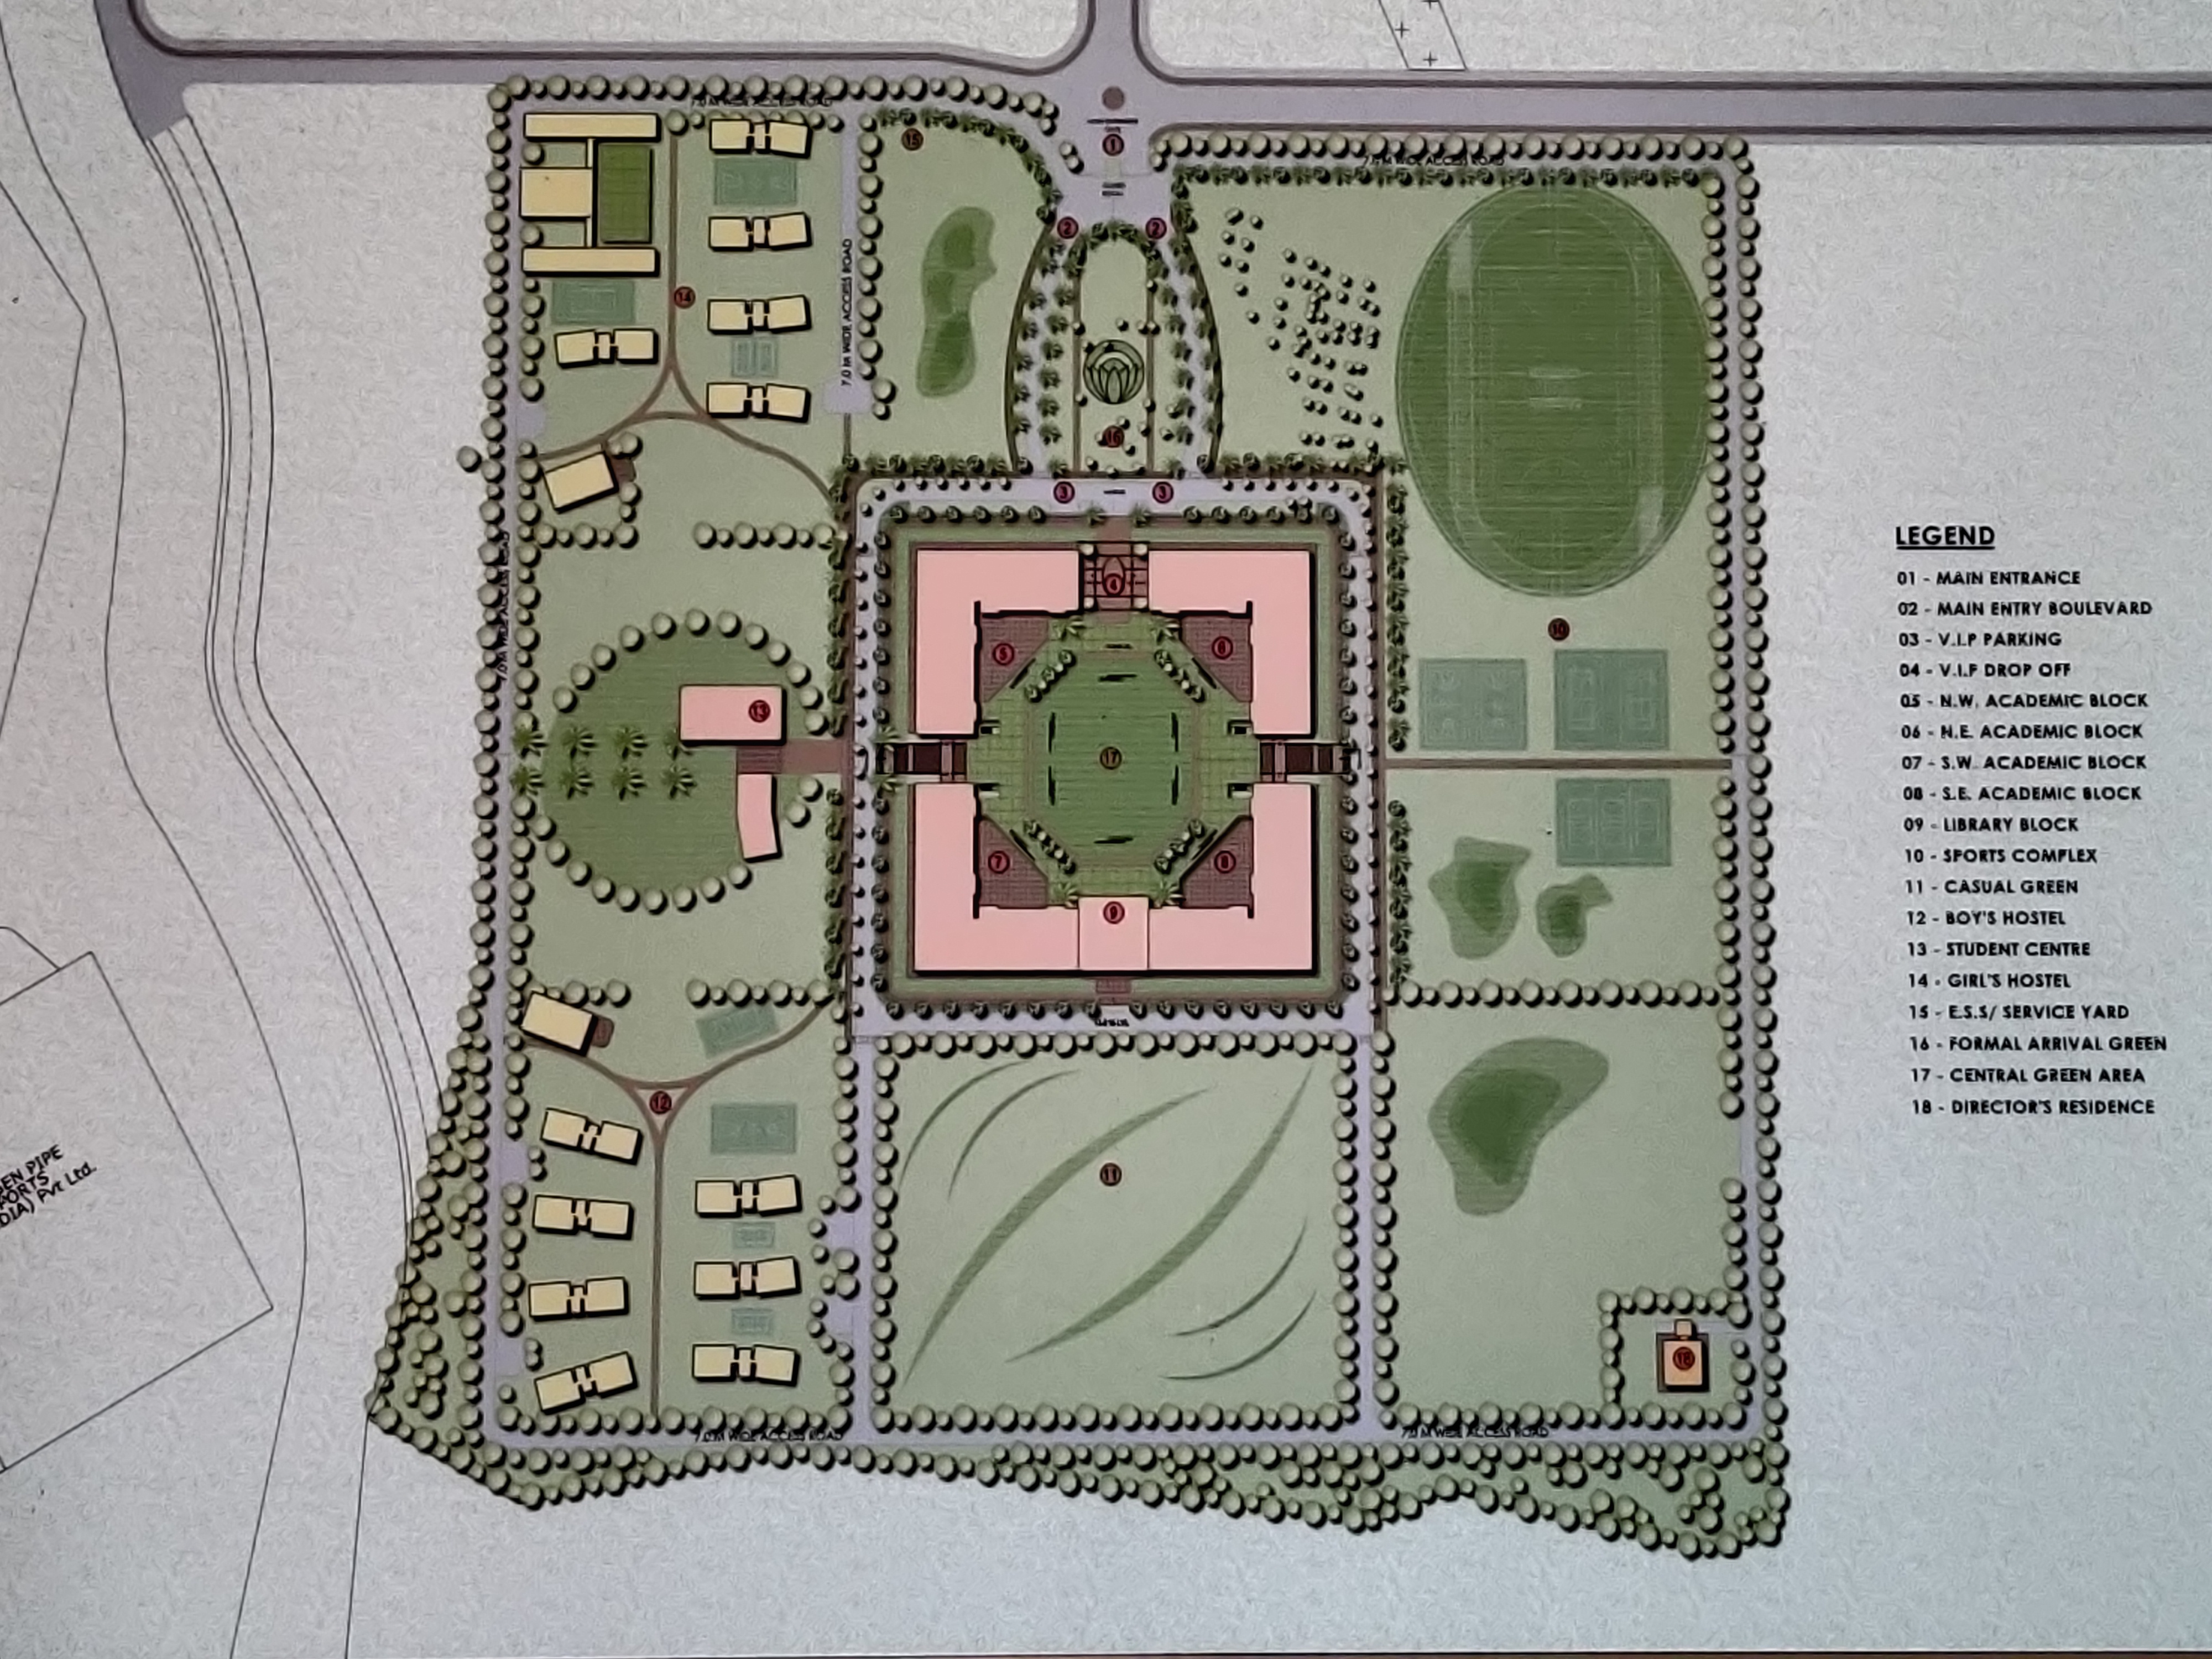 7.0 M WIDE ACCESS ROAD
7.0 M WIDE ACCESS ROAD
15
1
2
2
14
7.0 M WIDE ACCESS ROAD
16
3
3
4
7.0 M WIDE ACCESS ROAD
5
6
10
13
17
7
8
9
12
11
18
7.0 M WIDE ACCESS ROAD
7.0 M WIDE ACCESS ROAD
EN PIPE
PORTS
DIA) Pvt Ltd.
LEGEND
01 - MAIN ENTRANCE
02 - MAIN ENTRY BOULEVARD
03 - V.I.P PARKING
04 - V.I.P DROP OFF
05 - N.W. ACADEMIC BLOCK
06 - N.E. ACADEMIC BLOCK
07 - S.W. ACADEMIC BLOCK
08 - S.E. ACADEMIC BLOCK
09 - LIBRARY BLOCK
10 - SPORTS COMPLEX
11 - CASUAL GREEN
12 - BOY'S HOSTEL
13 - STUDENT CENTRE
14 - GIRL'S HOSTEL
15 - E.S.S/ SERVICE YARD
16 - FORMAL ARRIVAL GREEN
17 - CENTRAL GREEN AREA
18 - DIRECTOR'S RESIDENCE